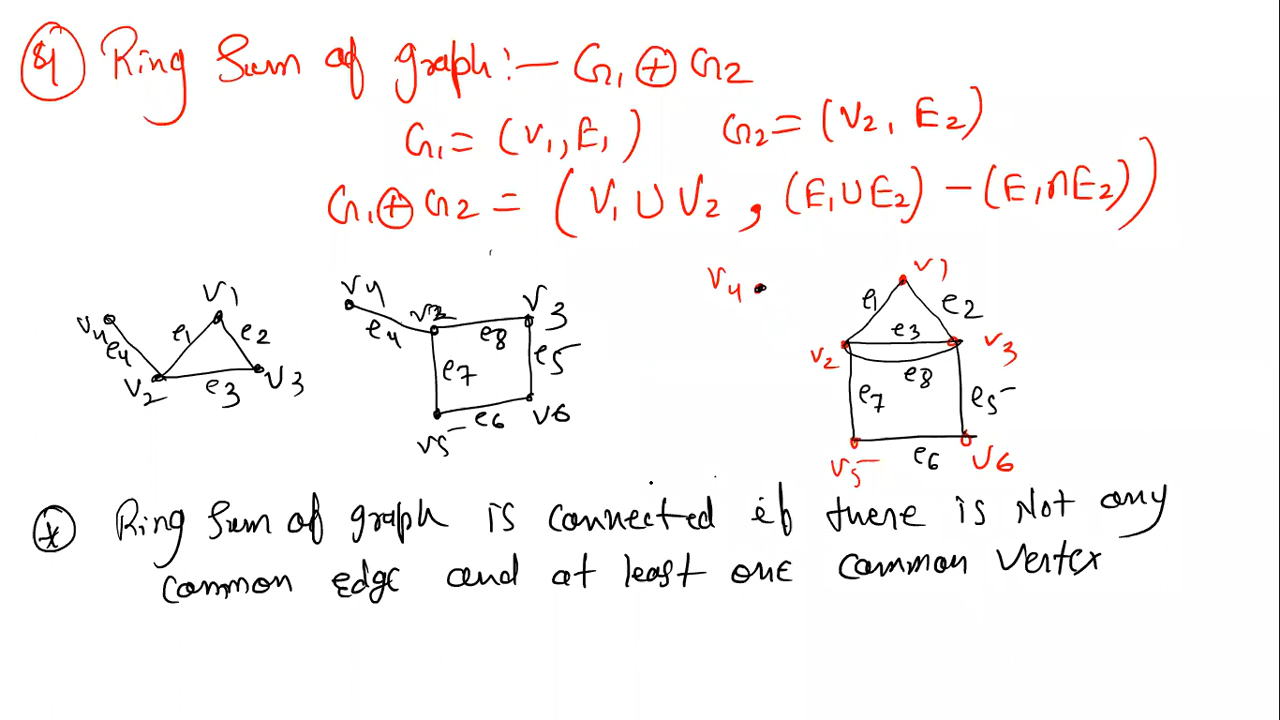 84 Ring Sum of graph:- G1 ⊕ G2
G1 = (V1, E1) G2 = (V2, E2)
G1 ⊕ G2 = (V1 ∪ V2, (E1 ∪ E2) - (E1 ∩ E2))
V4 e4 V2 e1 V1 e2 e3 V3
V4 e4 V2 e8 V3 e7 e5 V5 e6 V6
V4 V1 e1 e2 V2 e3 V3 e8 e7 e5 V5 e6 V6
* Ring Sum of graph is connected if there is Not any
common edge and at least one common vertex